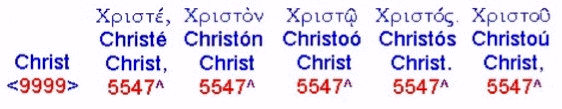 Χριστέ, Χριστὸν Χριστῷ Χριστός. Χριστοῦ
Christé Christón Christoó Christós Christoú
Christ Christ, Christ Christ Christ. Christ,
<9999> 5547^ 5547^ 5547^ 5547^ 5547^